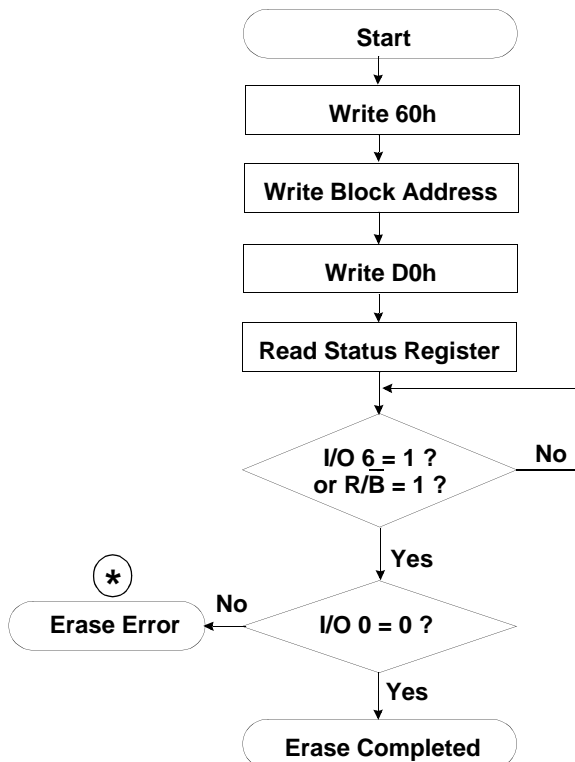 Start
Write 60h
Write Block Address
Write D0h
Read Status Register
I/O 6 = 1 ?
or R/B̅ = 1 ?
No
Yes
*
No
Erase Error
I/O 0 = 0 ?
Yes
Erase Completed